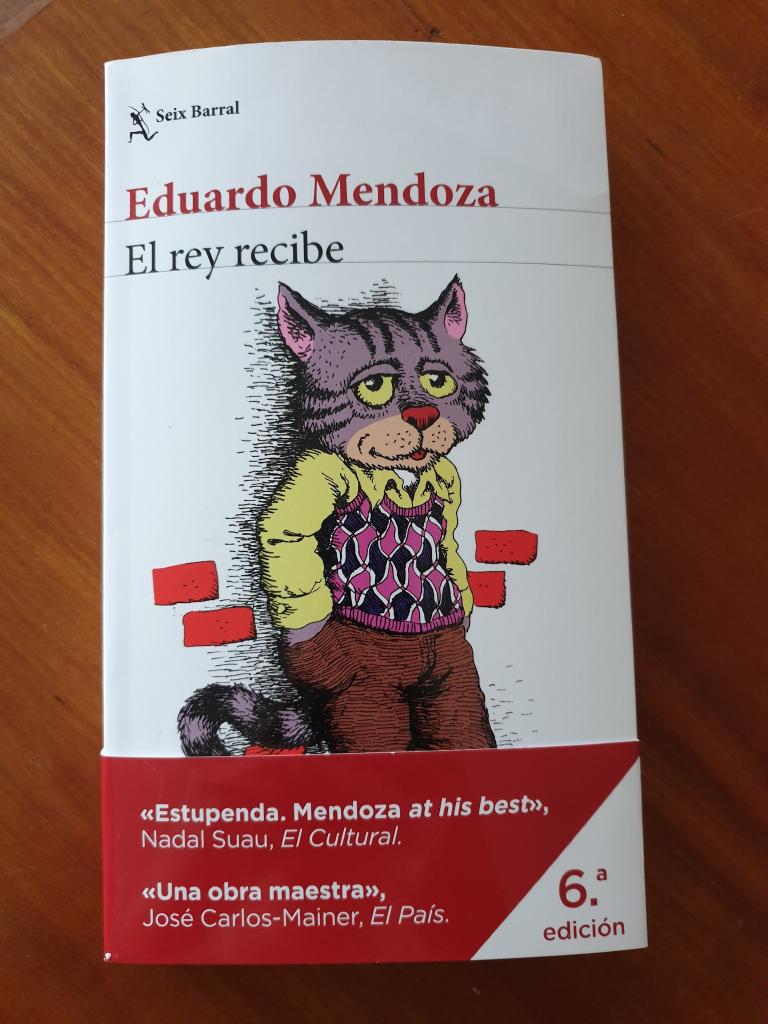 Seix Barral
Eduardo Mendoza
El rey recibe
«Estupenda. Mendoza at his best»,
Nadal Suau, El Cultural.
«Una obra maestra»,
José Carlos-Mainer, El País.
6.ª
edición